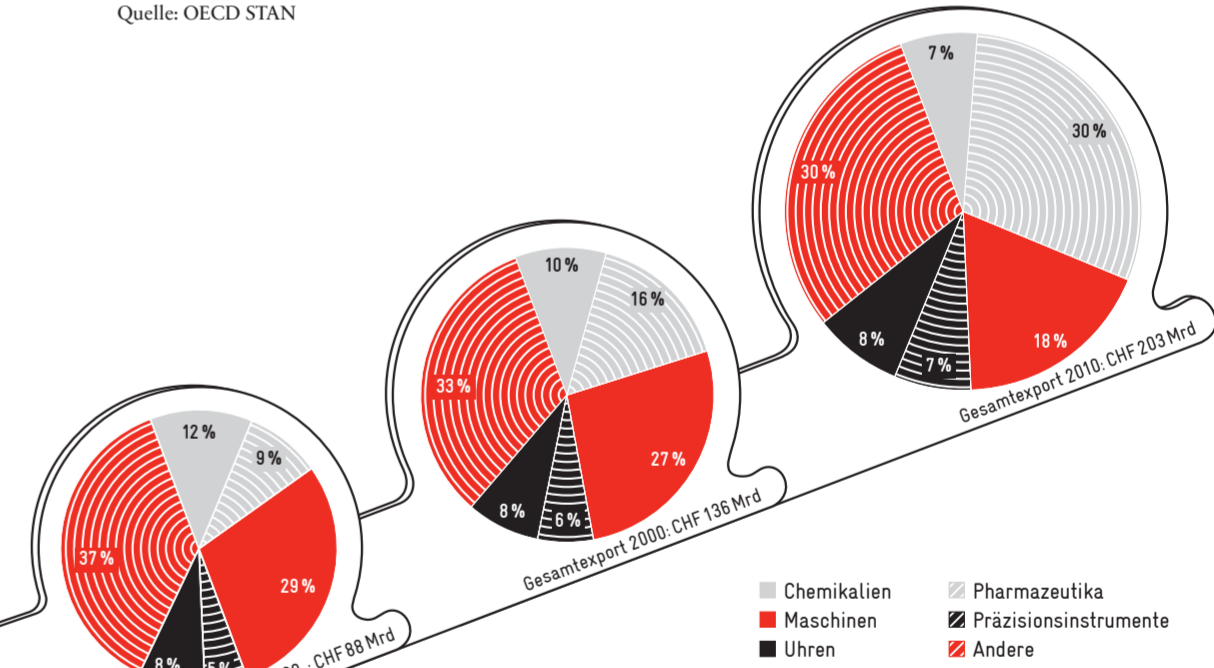 Quelle: OECD STAN
7 %
30 %
30 %
18 %
7 %
8 %
Gesamtexport 2010: CHF 203 Mrd
10 %
16 %
33 %
27 %
6 %
8 %
Gesamtexport 2000: CHF 136 Mrd
12 %
9 %
37 %
29 %
8 %
5 %
CHF 88 Mrd
Chemikalien
Maschinen
Uhren
Pharmazeutika
Präzisionsinstrumente
Andere